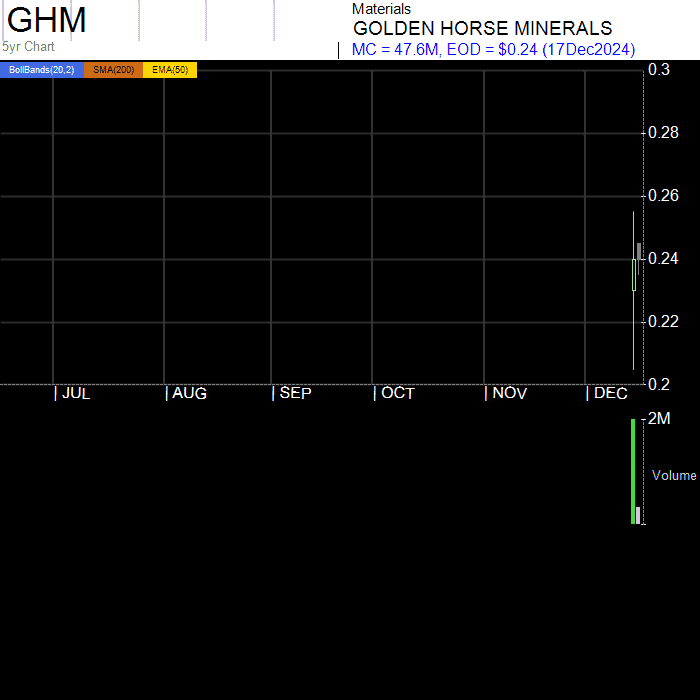 GHM
5yr Chart
Materials
GOLDEN HORSE MINERALS
| MC = 47.6M, EOD = $0.24 (17Dec2024)
BollBands(20,2) SMA(200) EMA(50)
0.3
0.28
0.26
0.24
0.22
0.2
| JUL | AUG | SEP | OCT | NOV | DEC
2M
Volume